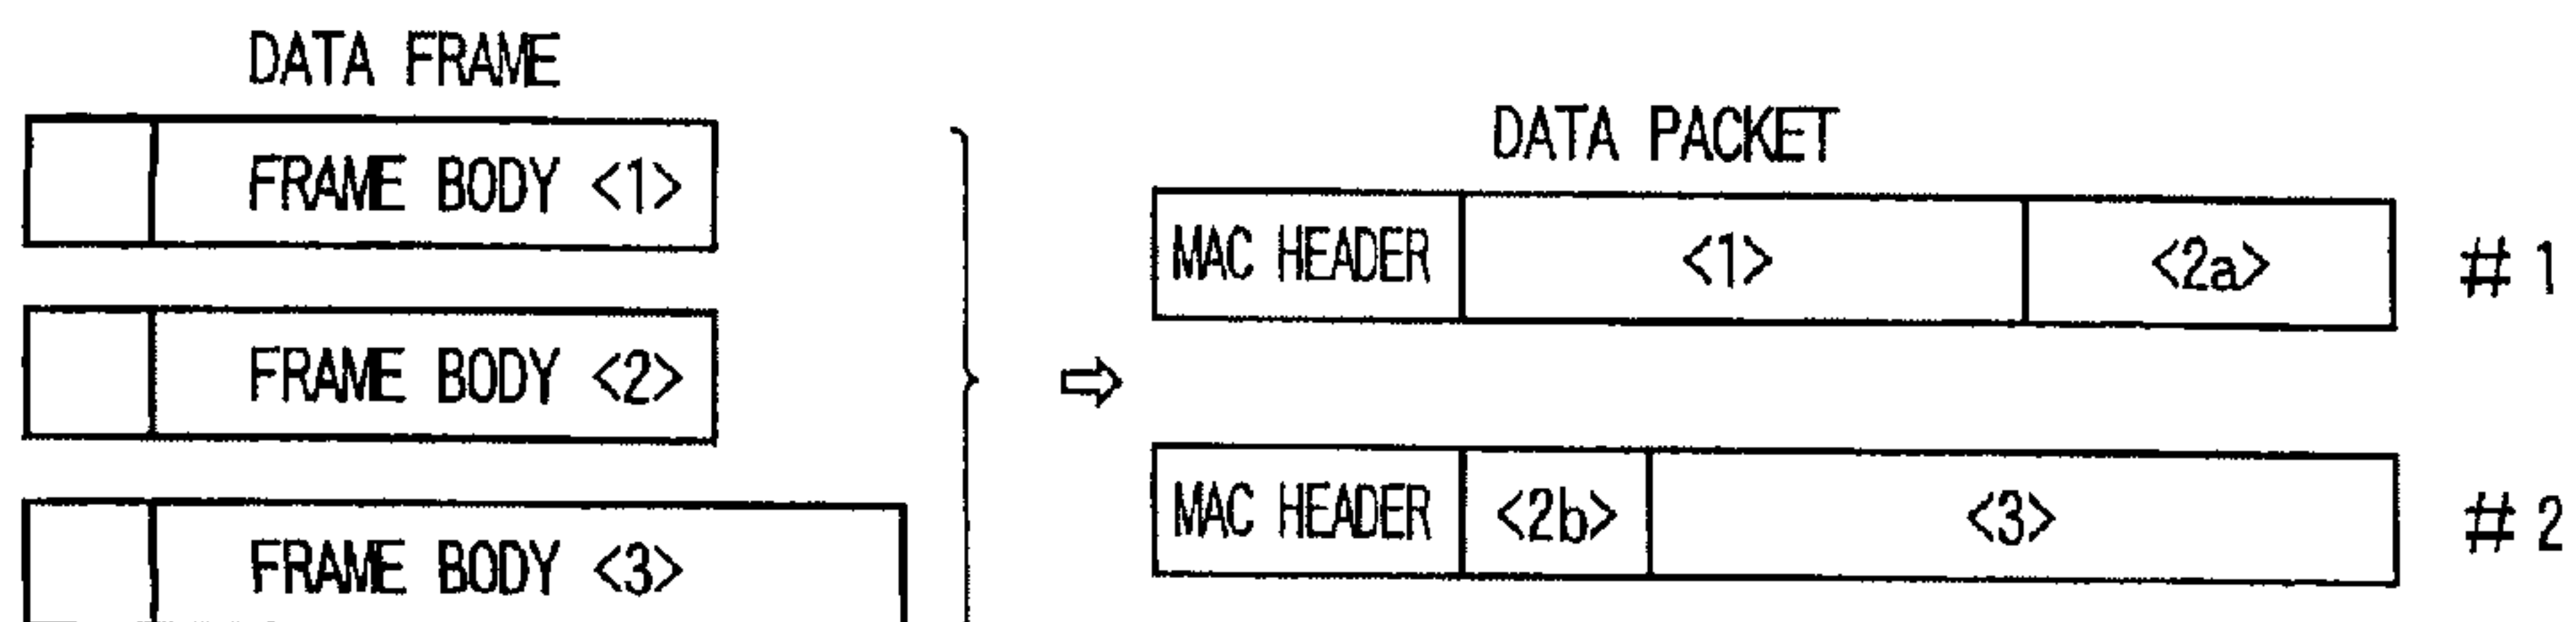 DATA FRAME
FRAME BODY <1>
FRAME BODY <2>
FRAME BODY <3>
DATA PACKET
MAC HEADER <1> <2a> # 1
MAC HEADER <2b> <3> # 2